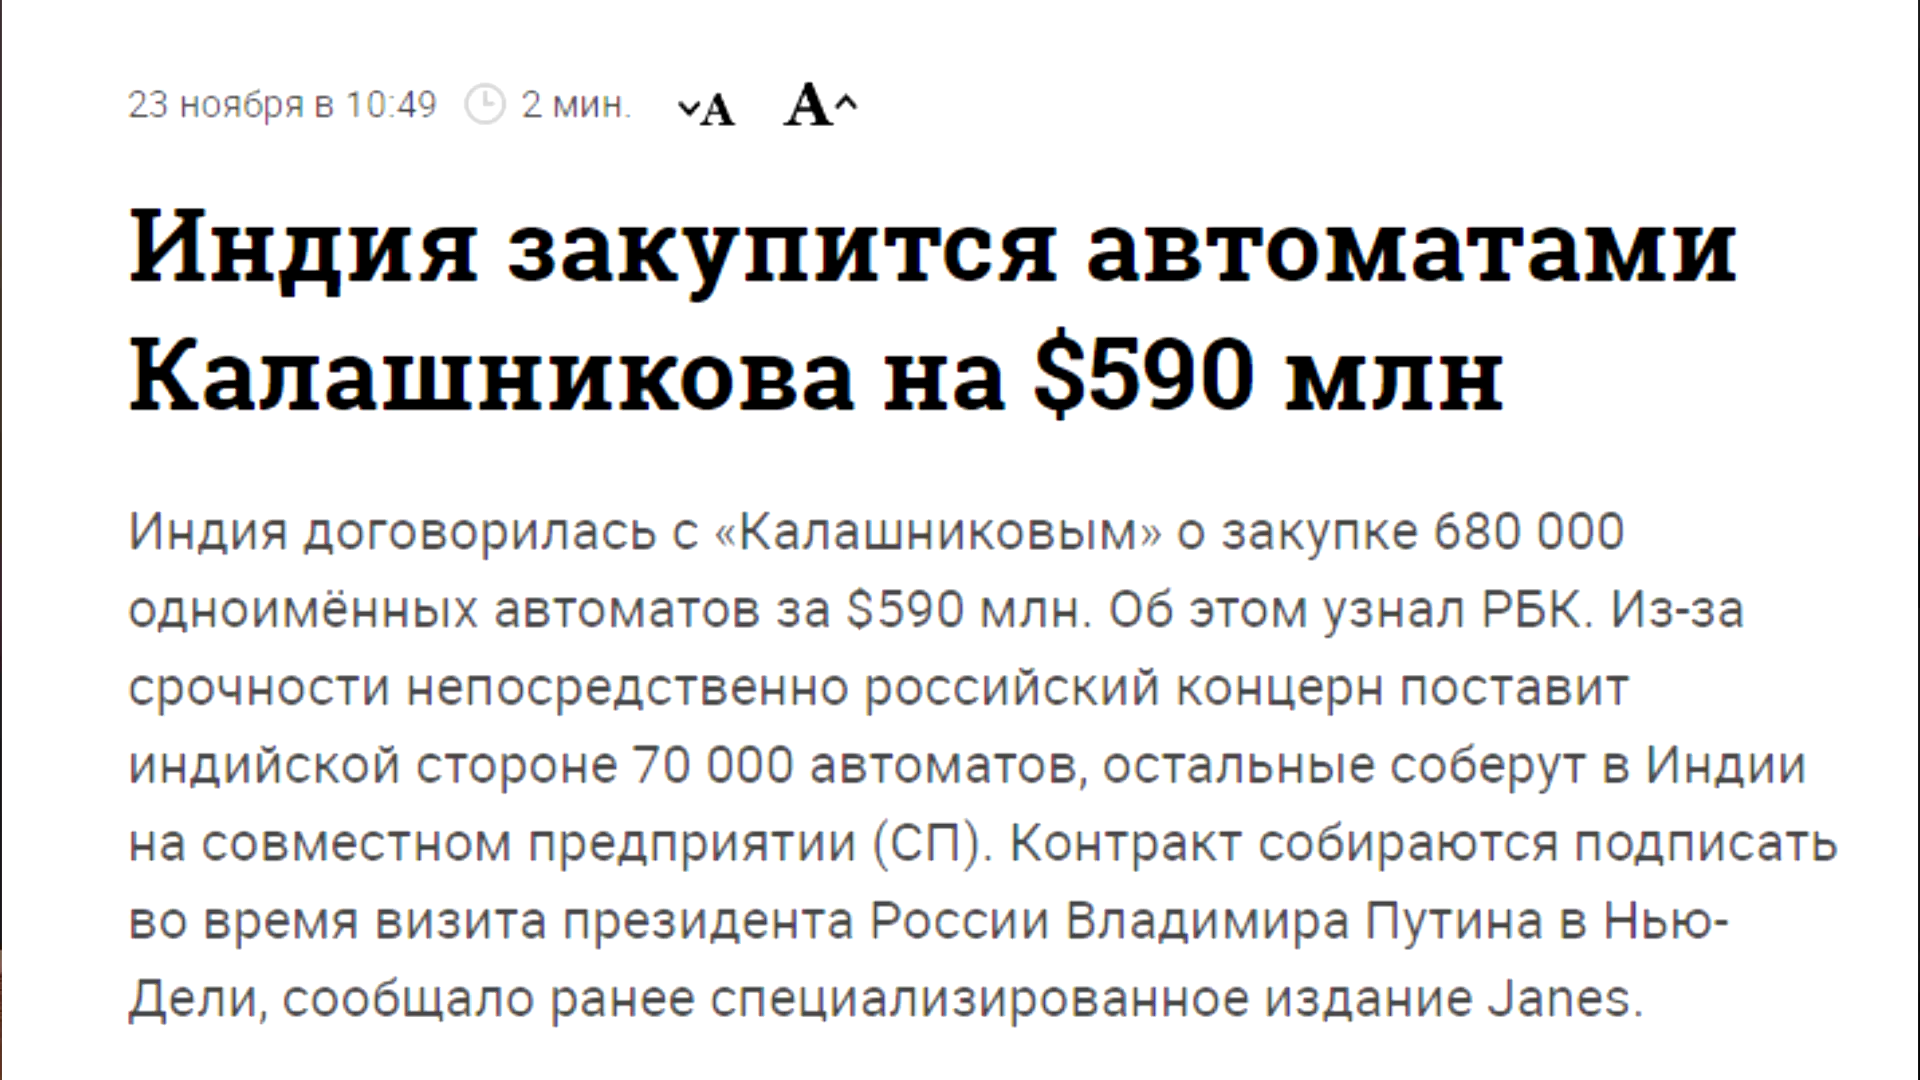 23 ноября в 10:49 2 мин. A A
Индия закупится автоматами
Калашникова на $590 млн
Индия договорилась с «Калашниковым» о закупке 680 000
одноимённых автоматов за $590 млн. Об этом узнал РБК. Из-за
срочности непосредственно российский концерн поставит
индийской стороне 70 000 автоматов, остальные соберут в Индии
на совместном предприятии (СП). Контракт собираются подписать
во время визита президента России Владимира Путина в Нью-
Дели, сообщало ранее специализированное издание Janes.